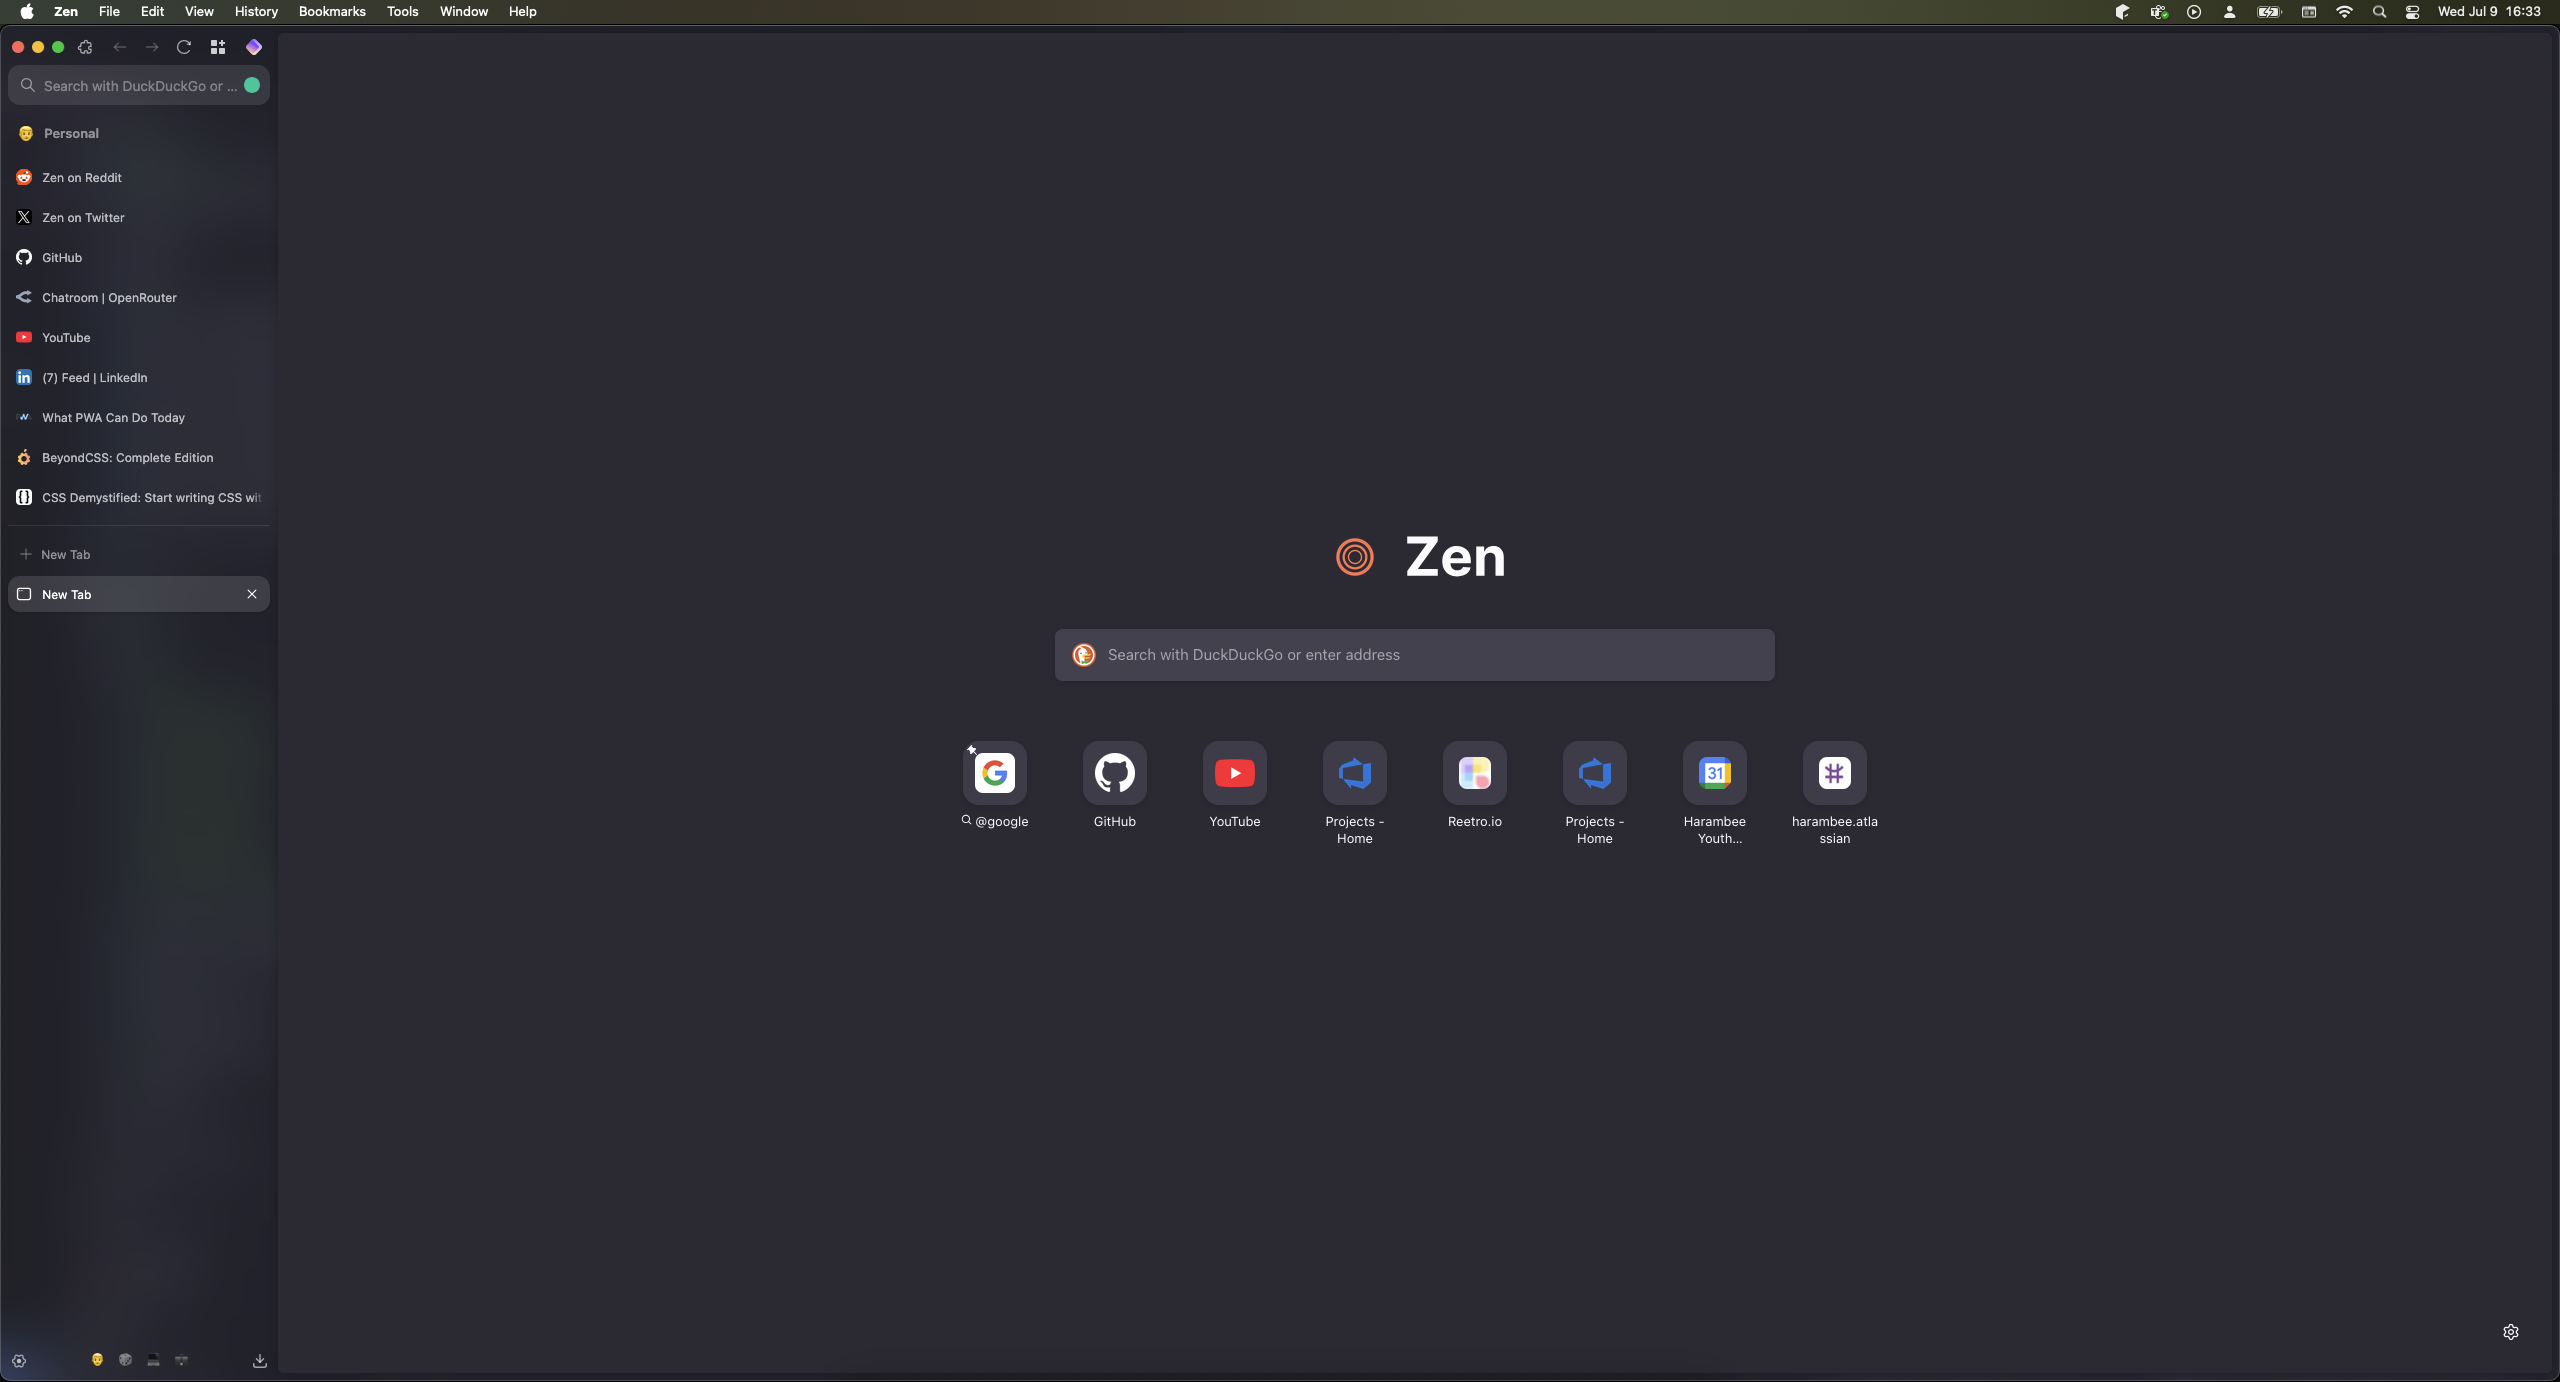 Zen File Edit View History Bookmarks Tools Window Help
Wed Jul 9 16:33
Search with DuckDuckGo or ...
Personal
Zen on Reddit
Zen on Twitter
GitHub
Chatroom | OpenRouter
YouTube
(7) Feed | LinkedIn
What PWA Can Do Today
BeyondCSS: Complete Edition
CSS Demystified: Start writing CSS wit
New Tab
New Tab
Zen
Search with DuckDuckGo or enter address
31
@google
GitHub
YouTube
Projects -
Home
Reetro.io
Projects -
Home
Harambee
Youth...
harambee.atla
ssian